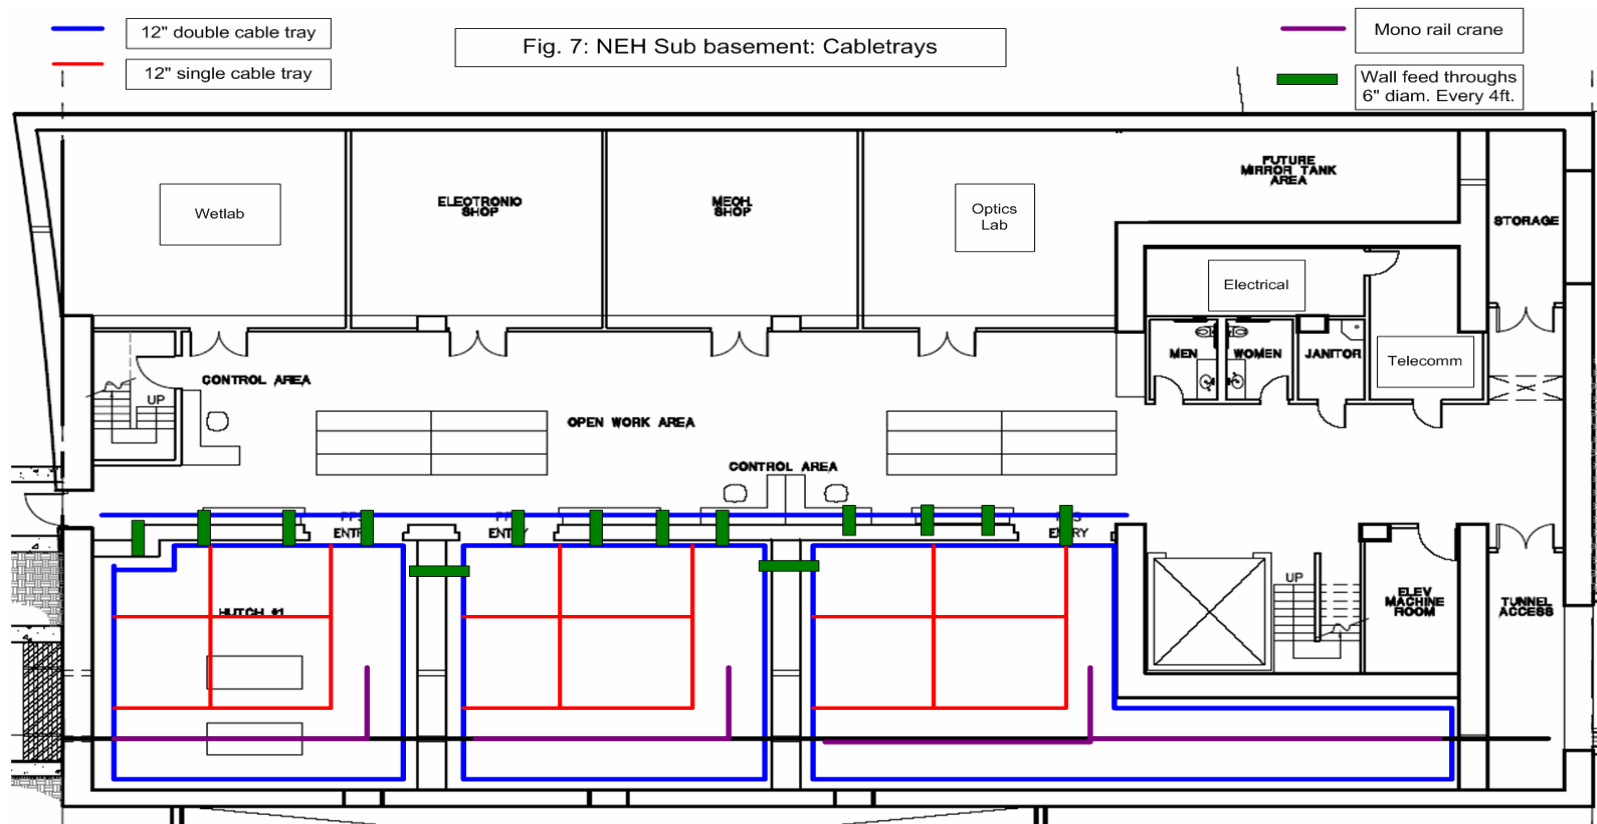 12" double cable tray
12" single cable tray
Fig. 7: NEH Sub basement: Cabletrays
Mono rail crane
Wall feed throughs
6" diam. Every 4ft.
Wetlab
ELECTRONIC
SHOP
MECH.
SHOP
Optics
Lab
FUTURE
MIRROR TANK
AREA
STORAGE
Electrical
MEN
WOMEN
JANITOR
Telecomm
CONTROL AREA
UP
OPEN WORK AREA
CONTROL AREA
ENTRY
HUTCH #1
UP
ELEV
MACHINE
ROOM
TUNNEL
ACCESS